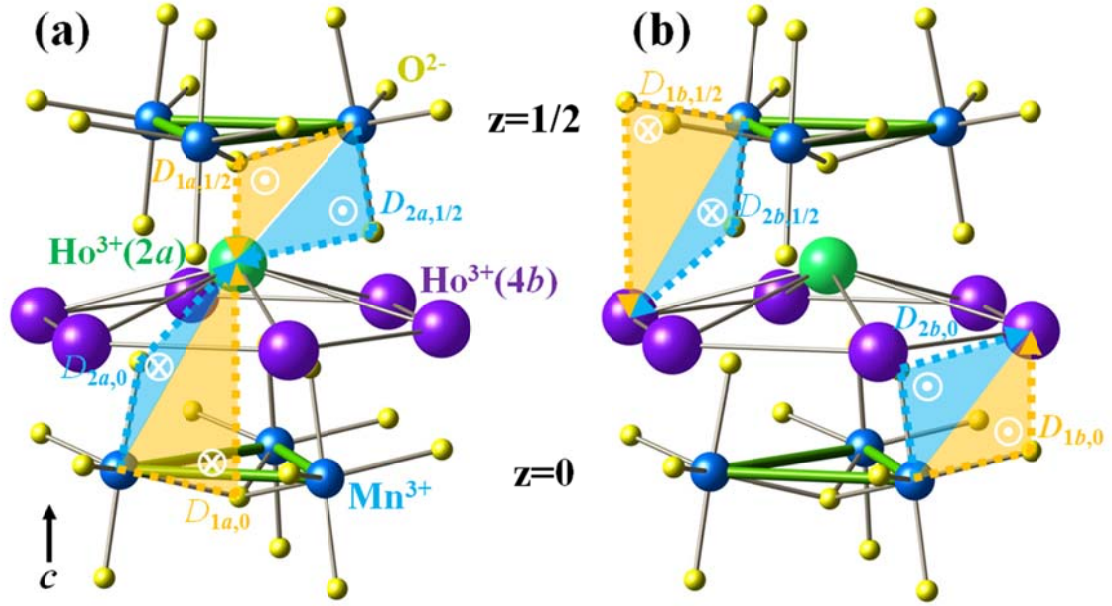 (a)
(b)
O²⁻
z=1/2
D₁b,₁/₂
D₁a,₁/₂
D₂a,₁/₂
D₂b,₁/₂
Ho³⁺(2a)
Ho³⁺(4b)
D₂b,₀
D₂a,₀
D₁b,₀
z=0
Mn³⁺
D₁a,₀
c